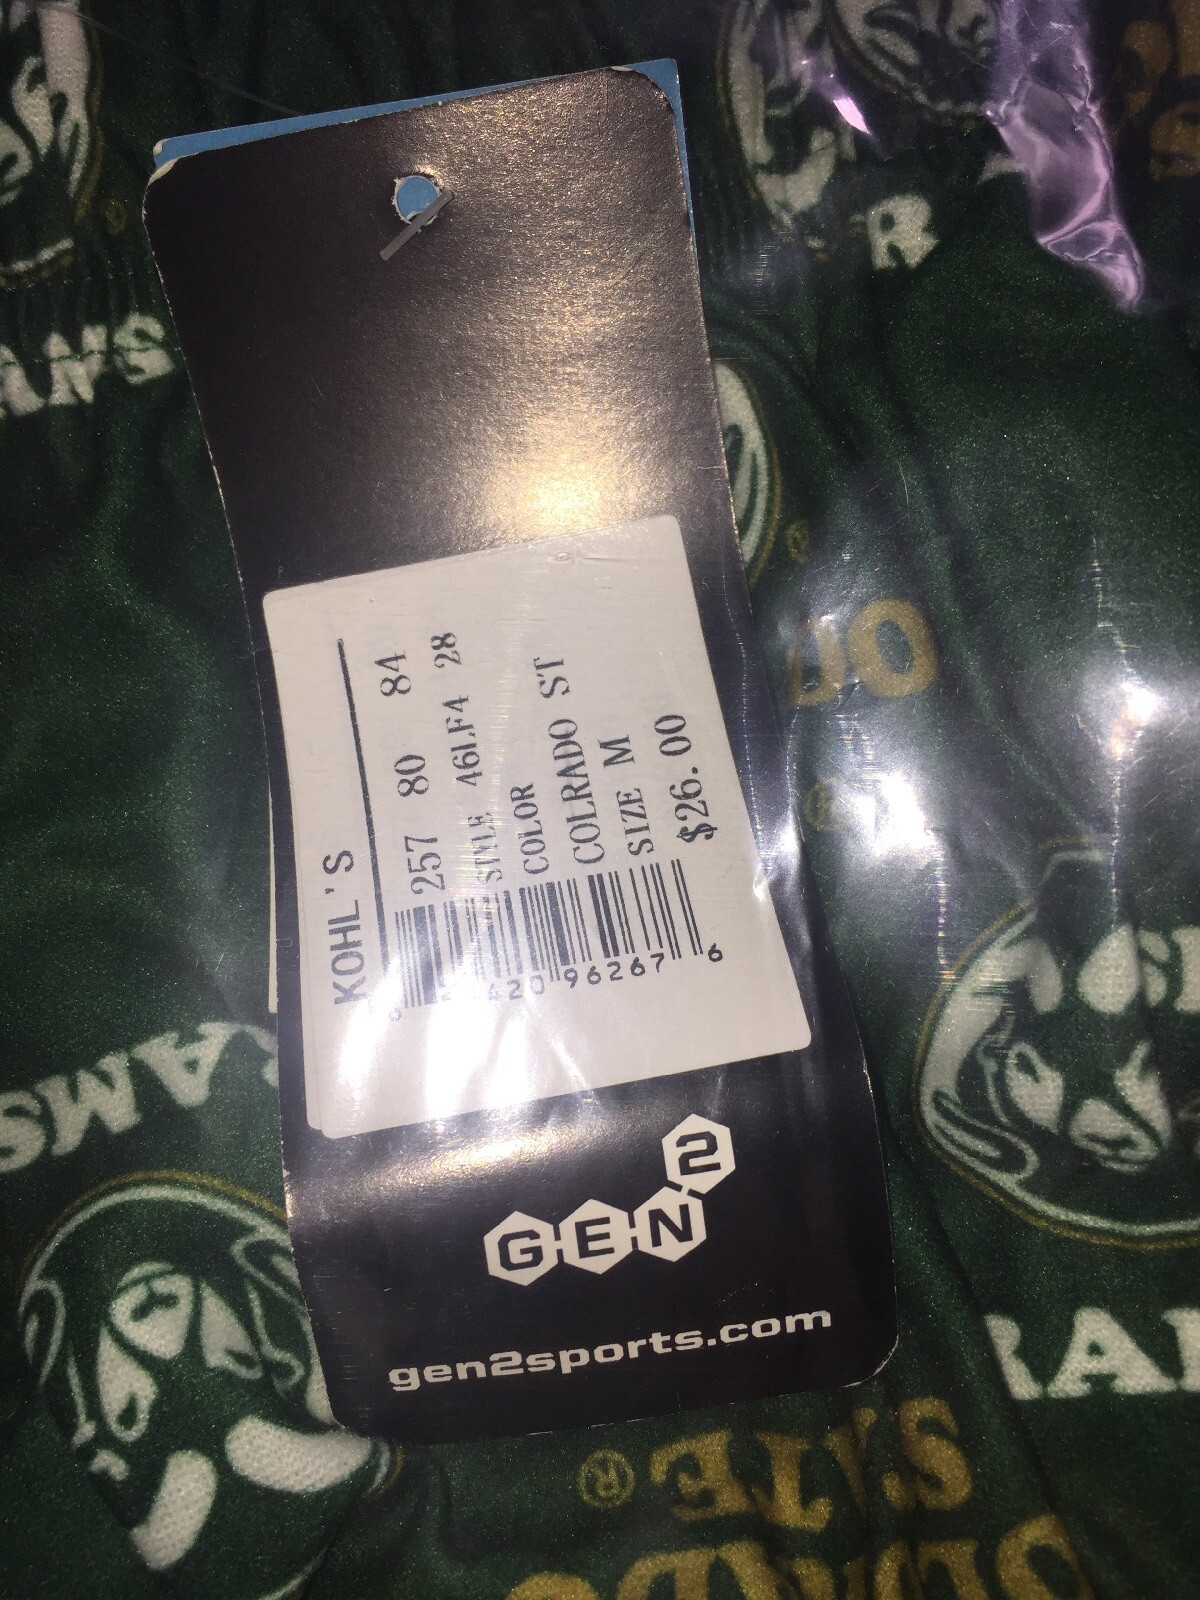 KOHL'S
257 80 84
STYLE 46LF4 28
COLOR
COLRADO ST
SIZE M
$26.00
420 96267 6
GEN2
gen2sports.com
RAMS
RAMS
STATE
®